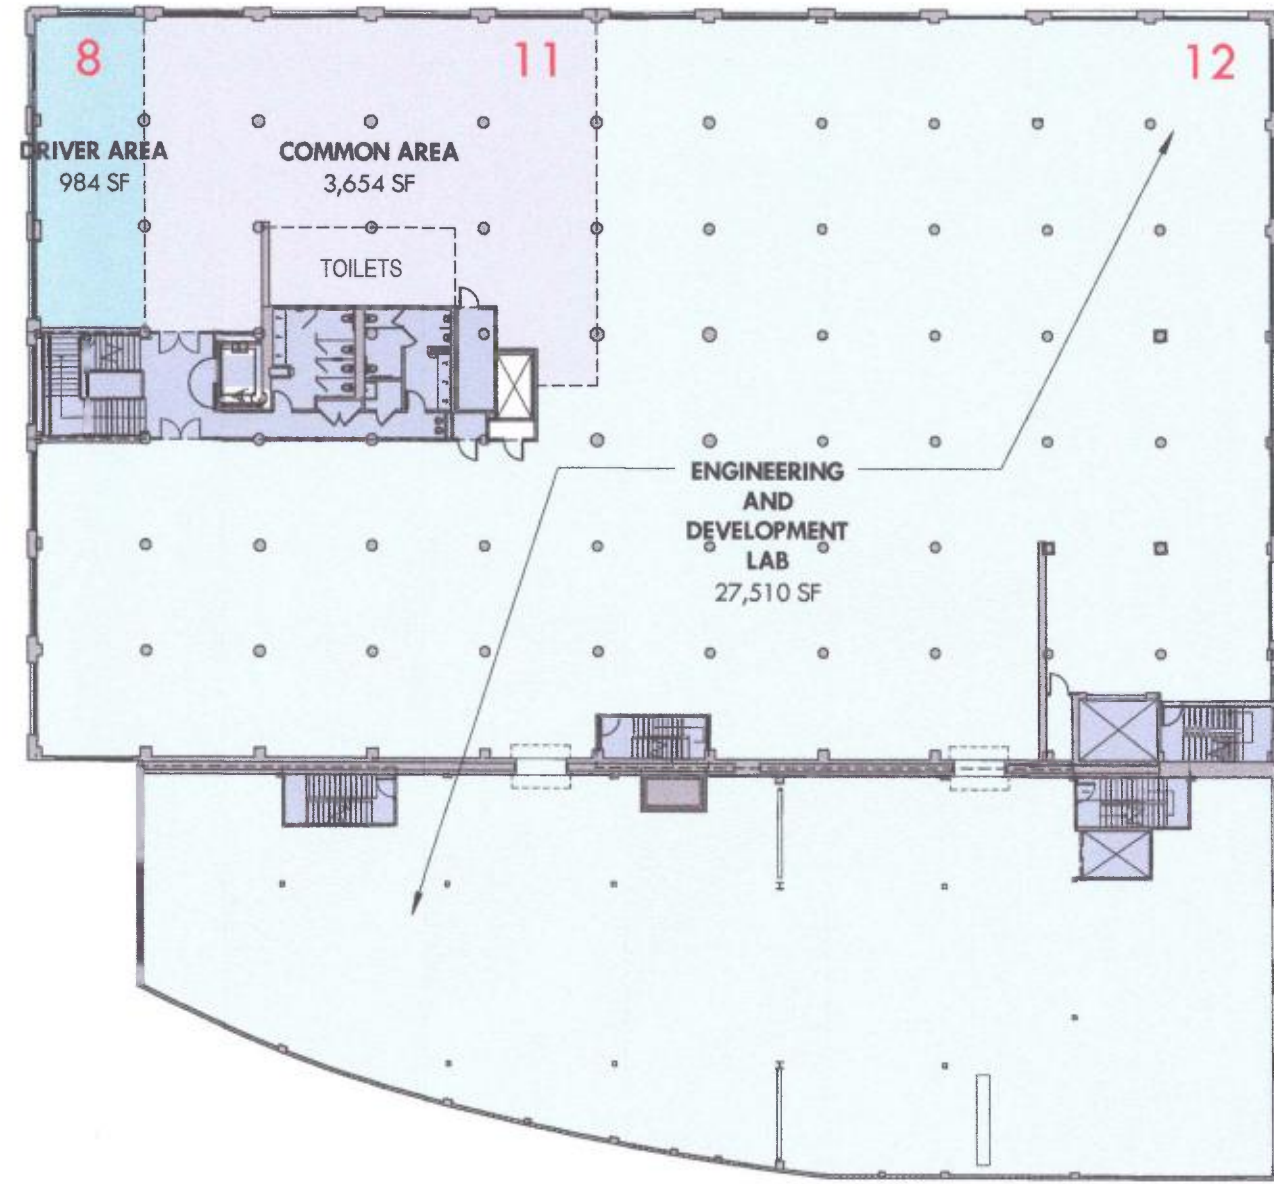 8
11
12
DRIVER AREA
984 SF
COMMON AREA
3,654 SF
TOILETS
ENGINEERING
AND
DEVELOPMENT
LAB
27,510 SF